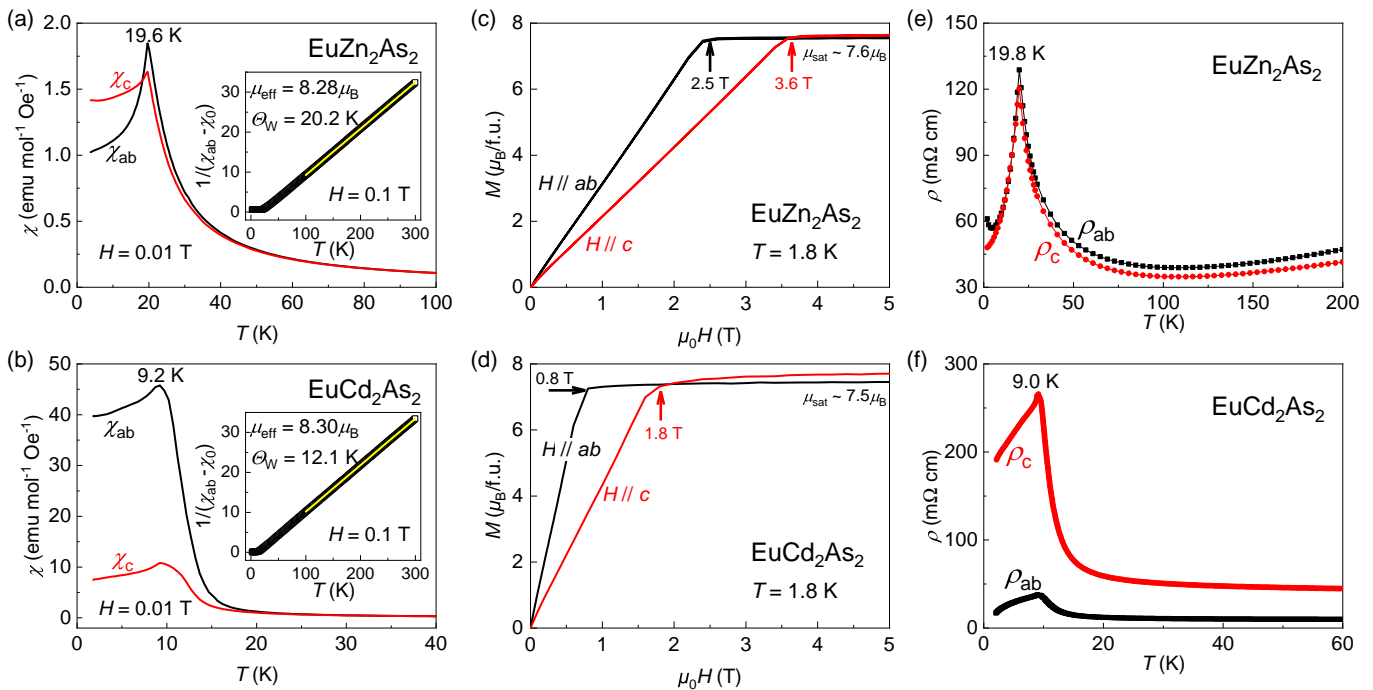 (a)
2.0
1.5
1.0
0.5
0.0
χ (emu mol⁻¹ Oe⁻¹)
19.6 K
EuZn₂As₂
χc
χab
H = 0.01 T
0
20
40
60
80
100
T (K)
μeff = 8.28μB
ΘW = 20.2 K
H = 0.1 T
1/(χab -χ0)
30
20
10
0
0
100
200
300
T (K)
(c)
8
6
4
2
0
M (μB/f.u.)
μsat ~ 7.6μB
2.5 T
3.6 T
H // ab
H // c
EuZn₂As₂
T = 1.8 K
0
1
2
3
4
5
μ0H (T)
(e)
150
120
90
60
30
ρ (mΩ cm)
19.8 K
EuZn₂As₂
ρab
ρc
0
50
100
150
200
T (K)
(b)
50
40
30
20
10
0
χ (emu mol⁻¹ Oe⁻¹)
9.2 K
EuCd₂As₂
χab
χc
H = 0.01 T
0
10
20
30
40
T (K)
μeff = 8.30μB
ΘW = 12.1 K
H = 0.1 T
1/(χab -χ0)
30
20
10
0
0
100
200
300
T (K)
(d)
8
6
4
2
0
M (μB/f.u.)
0.8 T
μsat ~ 7.5μB
1.8 T
H // ab
H // c
EuCd₂As₂
T = 1.8 K
0
1
2
3
4
5
μ0H (T)
(f)
300
200
100
0
ρ (mΩ cm)
9.0 K
EuCd₂As₂
ρc
ρab
0
20
40
60
T (K)